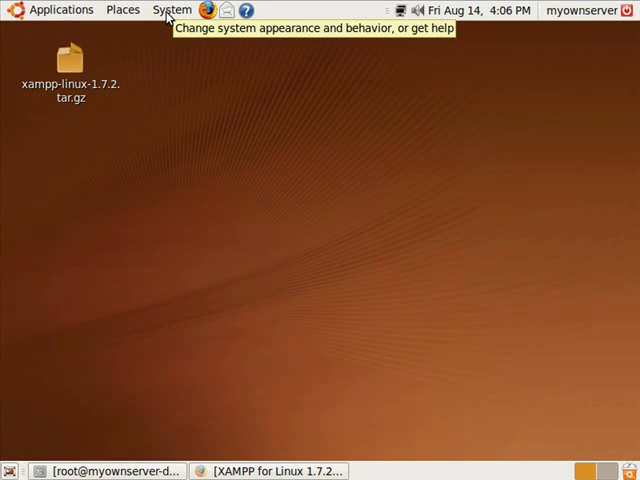 Applications Places System Fri Aug 14, 4:06 PM myownserver
Change system appearance and behavior, or get help
xampp-linux-1.7.2.
tar.gz
[root@myownserver-d... [XAMPP for Linux 1.7.2...